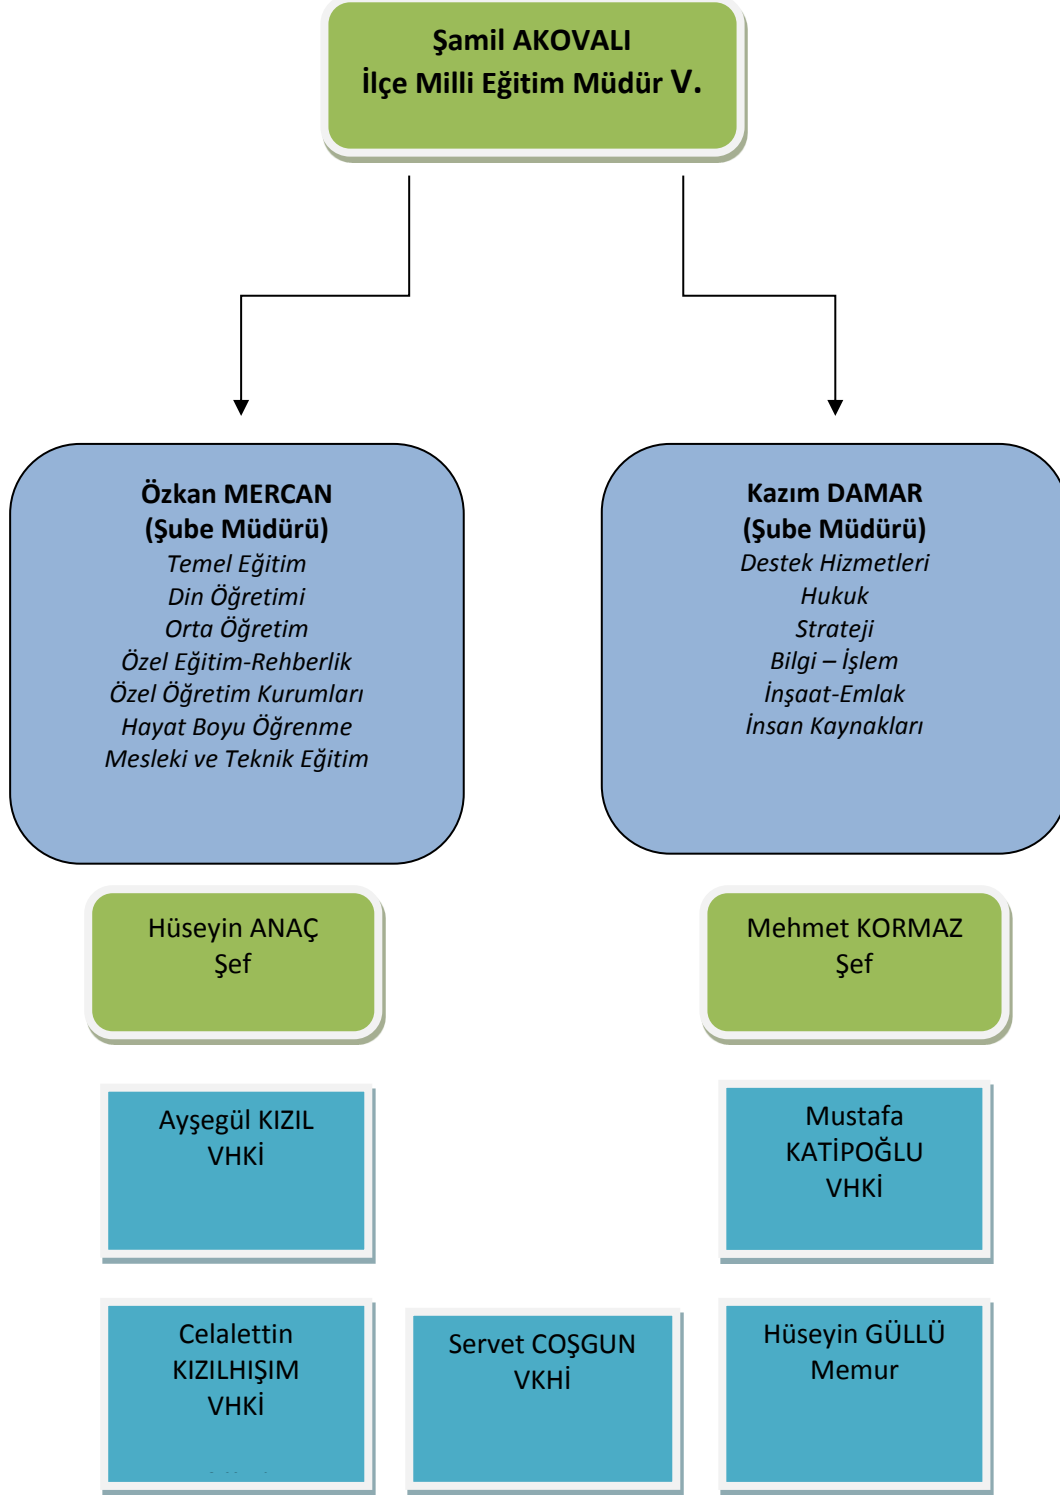 Şamil AKOVALI
İlçe Milli Eğitim Müdür V.
Özkan MERCAN
(Şube Müdürü)
Temel Eğitim
Din Öğretimi
Orta Öğretim
Özel Eğitim-Rehberlik
Özel Öğretim Kurumları
Hayat Boyu Öğrenme
Mesleki ve Teknik Eğitim
Kazım DAMAR
(Şube Müdürü)
Destek Hizmetleri
Hukuk
Strateji
Bilgi – İşlem
İnşaat-Emlak
İnsan Kaynakları
Hüseyin ANAÇ
Şef
Mehmet KORMAZ
Şef
Ayşegül KIZIL
VHKİ
Mustafa
KATİPOĞLU
VHKİ
Celalettin
KIZILHIŞIM
VHKİ
Servet COŞGUN
VKHİ
Hüseyin GÜLLÜ
Memur